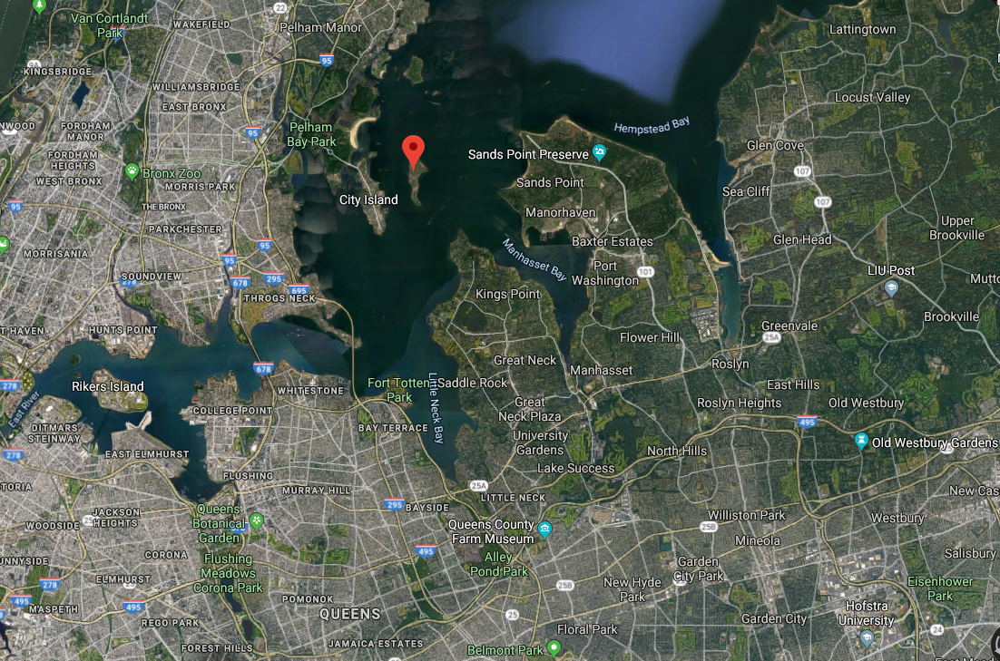 Van Cortlandt
Park
WAKEFIELD
22
Pelham Manor
Lattingtown
95
KINGSBRIDGE
WILLIAMSBRIDGE
EAST BRONX
Locust Valley
FORDHAM
MANOR
95
Pelham
Bay Park
Hempstead Bay
Glen Cove
FORDHAM
HEIGHTS
Sands Point Preserve
Bronx Zoo
107
WEST BRONX
MORRIS PARK
Sands Point
City Island
Sea Cliff
107
95
THE BRONX
Manorhaven
PARKCHESTER
Upper
Brookville
Baxter Estates
Glen Head
MORRISANIA
95
95
Manhasset Bay
Port
Washington
101
LIU Post
SOUNDVIEW
278
678
295
695
THROGS NECK
Kings Point
Brookville
HUNTS POINT
Flower Hill
Greenvale
25A
Great Neck
Manhasset
Roslyn
678
278
Rikers Island
East River
WHITESTONE
Fort Totten
Park
Saddle Rock
Little Neck Bay
East Hills
COLLEGE POINT
Great
Neck Plaza
Roslyn Heights
Old Westbury
DITMARS
STEINWAY
BAY TERRACE
495
University
Gardens
Old Westbury Gardens
278
EAST ELMHURST
North Hills
FLUSHING
Lake Success
25A
MURRAY HILL
LITTLE NECK
295
BAYSIDE
Queens
Botanical
Garden
JACKSON
HEIGHTS
WOODSIDE
Queens County
Farm Museum
Williston Park
25B
Westbury
Mineola
CORONA
495
Alley
Pond Park
Flushing
Meadows
Corona Park
Garden
City Park
Salisbury
ELMHURST
278
25B
New Hyde
Park
Eisenhower
Park
495
MASPETH
495
POMONOK
QUEENS
25
Hofstra
University
REGO PARK
Garden City
Floral Park
24
FOREST HILLS
JAMAICA ESTATES
Belmont Park